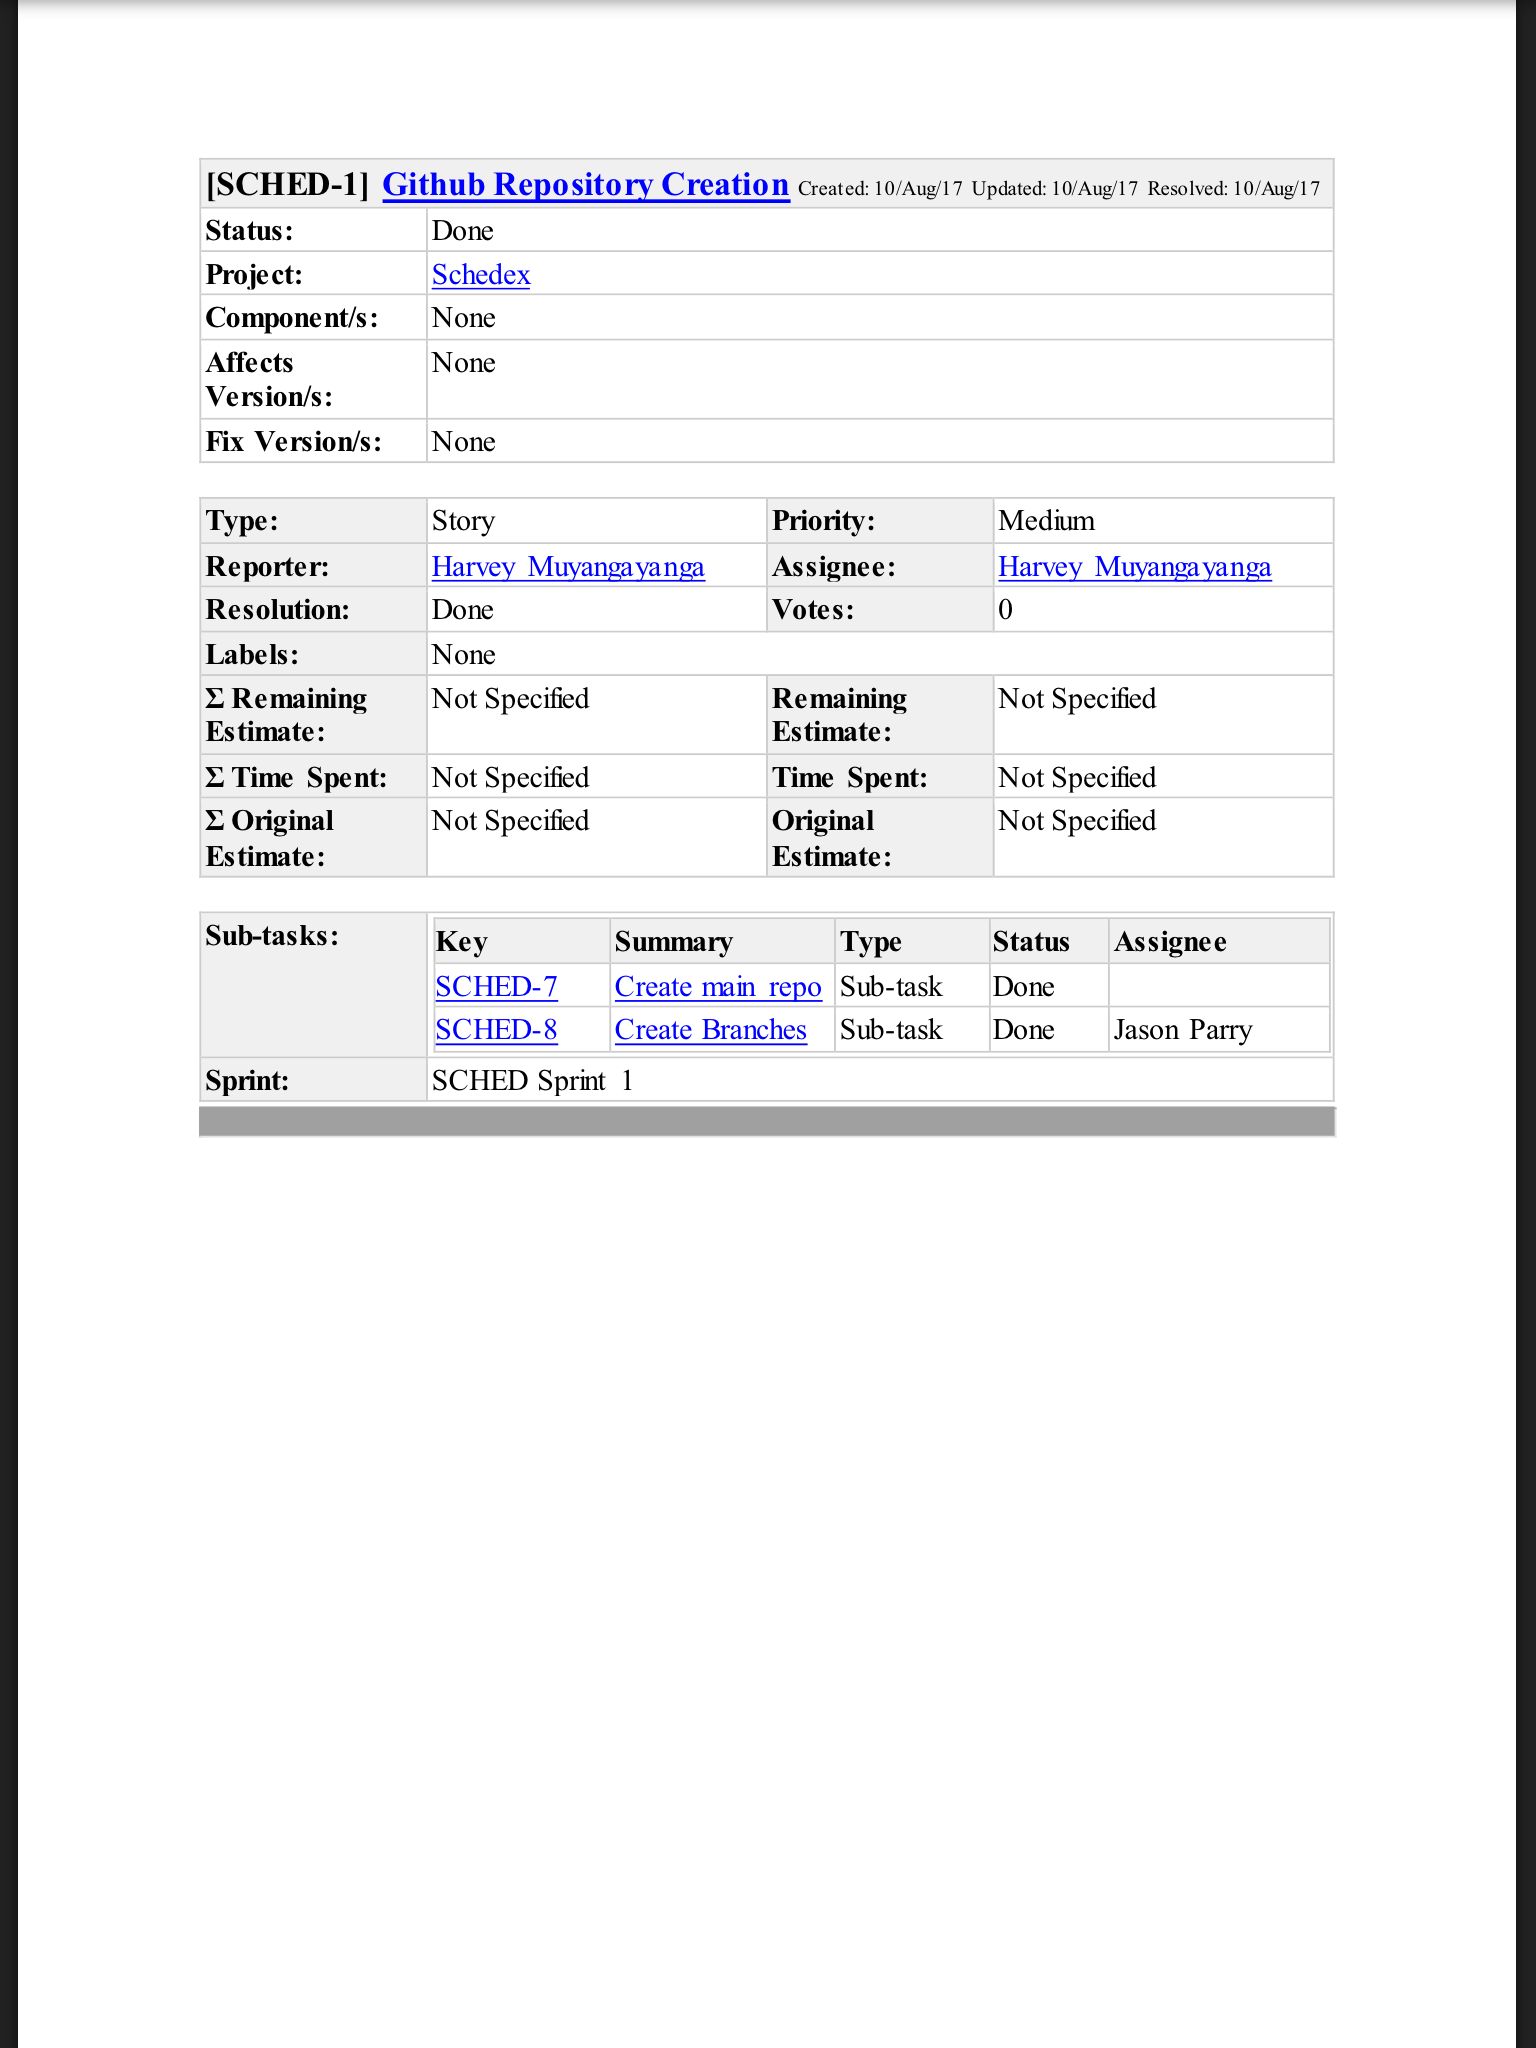 [SCHED-1] Github Repository Creation Created: 10/Aug/17 Updated: 10/Aug/17 Resolved: 10/Aug/17
Status: Done
Project: Schedex
Component/s: None
Affects Version/s: None
Fix Version/s: None
Type: Story Priority: Medium
Reporter: Harvey Muyangayanga Assignee: Harvey Muyangayanga
Resolution: Done Votes: 0
Labels: None
Σ Remaining Estimate: Not Specified Remaining Estimate: Not Specified
Σ Time Spent: Not Specified Time Spent: Not Specified
Σ Original Estimate: Not Specified Original Estimate: Not Specified
Sub-tasks:
Key Summary Type Status Assignee
SCHED-7 Create main repo Sub-task Done
SCHED-8 Create Branches Sub-task Done Jason Parry
Sprint: SCHED Sprint 1